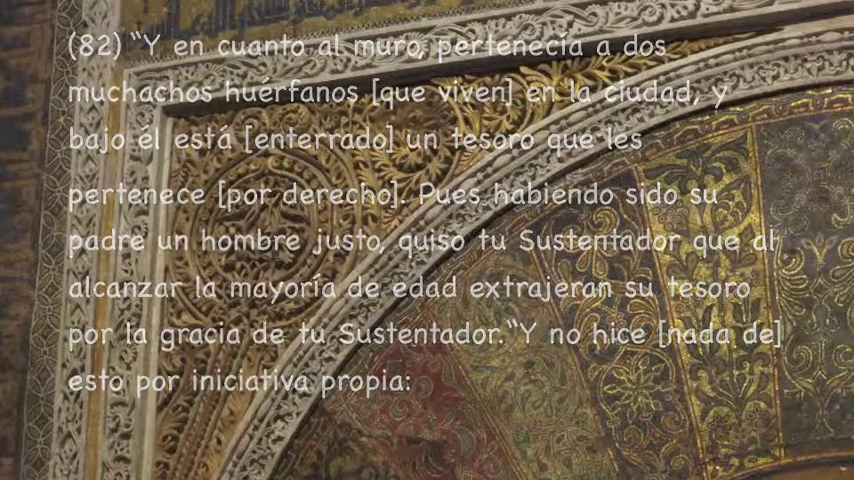 (82) “Y en cuanto al muro, pertenecía a dos
muchachos huérfanos [que viven] en la ciudad, y
bajo él está [enterrado] un tesoro que les
pertenece [por derecho]. Pues habiendo sido su
padre un hombre justo, quiso tu Sustentador que al
alcanzar la mayoría de edad extrajeran su tesoro
por la gracia de tu Sustentador.“Y no hice [nada de]
esto por iniciativa propia: